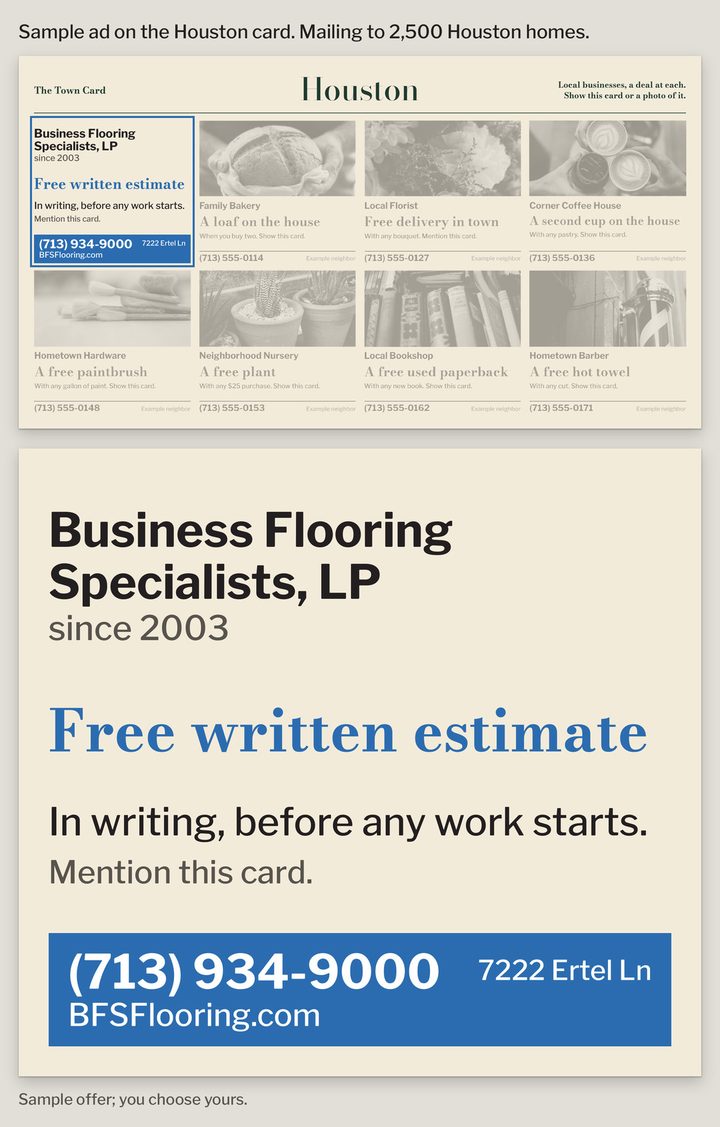 Sample ad on the Houston card. Mailing to 2,500 Houston homes.
The Town Card
Houston
Local businesses, a deal at each.
Show this card or a photo of it.
Business Flooring
Specialists, LP
since 2003
Free written estimate
In writing, before any work starts.
Mention this card.
(713) 934-9000 7222 Ertel Ln
BFSFlooring.com
Family Bakery
A loaf on the house
When you buy two. Show this card.
(713) 555-0114 Example neighbor
Local Florist
Free delivery in town
With any bouquet. Mention this card.
(713) 555-0127 Example neighbor
Corner Coffee House
A second cup on the house
With any pastry. Show this card.
(713) 555-0136 Example neighbor
Hometown Hardware
A free paintbrush
With any gallon of paint. Show this card.
(713) 555-0148 Example neighbor
Neighborhood Nursery
A free plant
With any $25 purchase. Show this card.
(713) 555-0153 Example neighbor
Local Bookshop
A free used paperback
With any new book. Show this card.
(713) 555-0162 Example neighbor
Hometown Barber
A free hot towel
With any cut. Show this card.
(713) 555-0171 Example neighbor
Business Flooring
Specialists, LP
since 2003
Free written estimate
In writing, before any work starts.
Mention this card.
(713) 934-9000 7222 Ertel Ln
BFSFlooring.com
Sample offer; you choose yours.